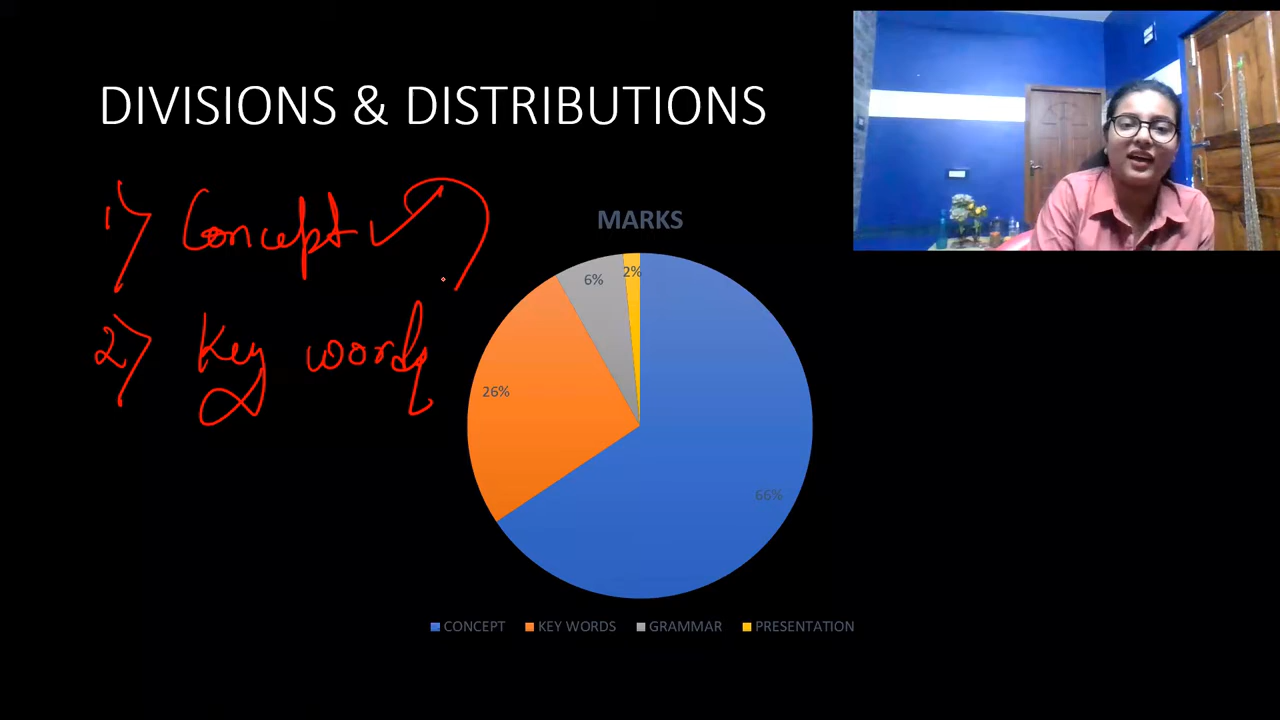 DIVISIONS & DISTRIBUTIONS
1) Concept
MARKS
2%
6%
2) Key words
26%
66%
CONCEPT KEY WORDS GRAMMAR PRESENTATION